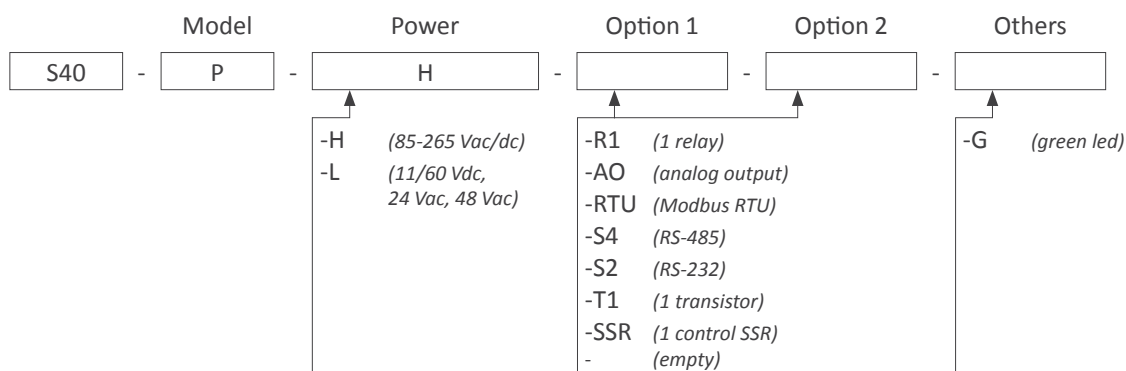 Model Power Option 1 Option 2 Others
S40 - P - H - - -
-H (85-265 Vac/dc) -R1 (1 relay) -G (green led)
-L (11/60 Vdc, -AO (analog output)
24 Vac, 48 Vac) -RTU (Modbus RTU)
-S4 (RS-485)
-S2 (RS-232)
-T1 (1 transistor)
-SSR (1 control SSR)
- (empty)